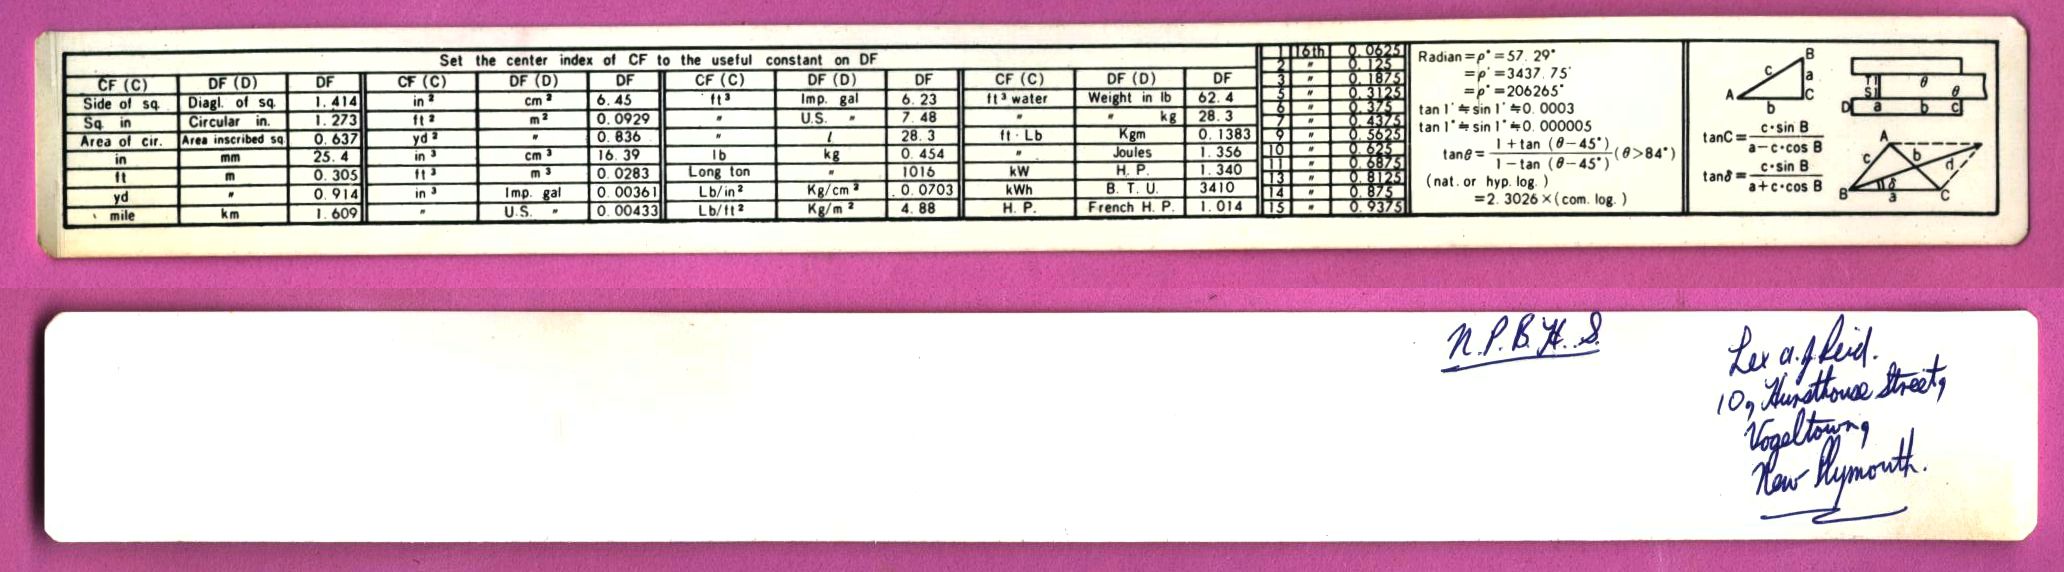 Set the center index of CF to the useful constant on DF
CF (C) DF (D) DF CF (C) DF (D) DF CF (C) DF (D) DF CF (C) DF (D) DF
Side of sq. Diagl. of sq. 1.414 in² cm² 6.45 ft³ Imp. gal 6.23 ft³ water Weight in lb 62.4
Sq. in Circular in. 1.273 ft² m² 0.0929 " U.S. " 7.48 " " kg 28.3
Area of cir. Area inscribed sq. 0.637 yd² " 0.836 " l 28.3 ft · Lb Kgm 0.1383
in mm 25.4 in³ cm³ 16.39 lb kg 0.454 " Joules 1.356
ft m 0.305 ft³ m³ 0.0283 Long ton " 1016 kW H. P. 1.340
yd " 0.914 in³ Imp. gal 0.00361 Lb/in² Kg/cm² 0.0703 kWh B. T. U. 3410
mile km 1.609 " U.S. " 0.00433 Lb/ft² Kg/m² 4.88 H. P. French H. P. 1.014
1 16th 0.0625
2 " 0.125
3 " 0.1875
5 " 0.3125
6 " 0.375
7 " 0.4375
9 " 0.5625
10 " 0.625
11 " 0.6875
13 " 0.8125
14 " 0.875
15 " 0.9375
Radian=ρ°=57.29°
=ρ'=3437.75'
=ρ"=206265"
tan 1'≒sin 1'≒0.0003
tan 1"≒sin 1"≒0.000005
tanθ=1+tan (θ−45°)/1−tan (θ−45°) (θ>84°)
(nat. or hyp. log.)
=2.3026×(com. log.)
A B C a b c
D T1 S1 θ θ a b c
tanC=c·sin B/a−c·cos B
tanδ=c·sin B/a+c·cos B
A B C a b c d δ
N.P.B.H.S.
Lex A. J Reid.
10, Hursthouse Street,
Vogeltown,
New Plymouth.